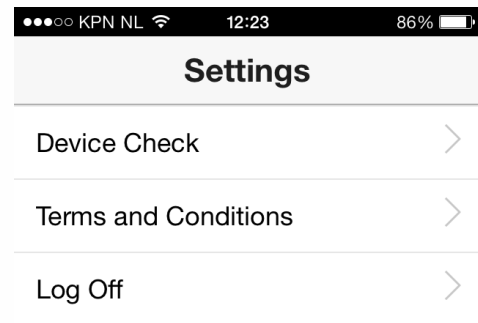 KPN NL 12:23 86%
Settings
Device Check
Terms and Conditions
Log Off